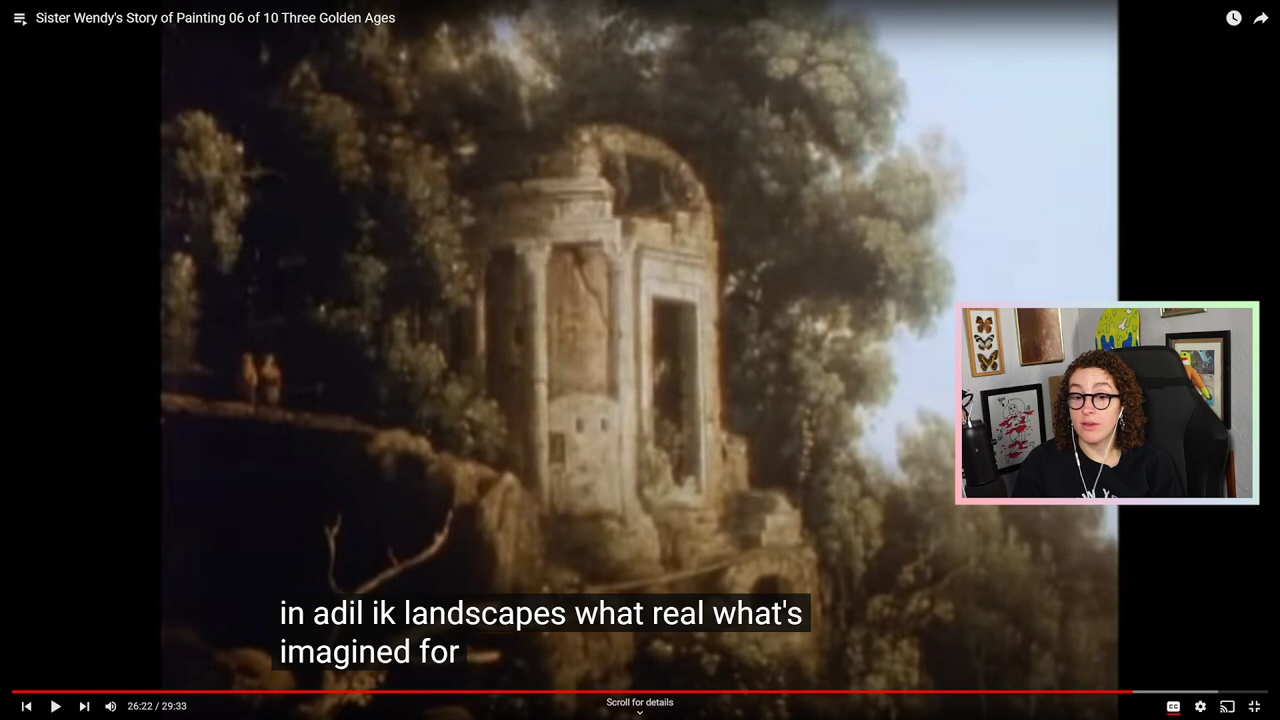 Sister Wendy's Story of Painting 06 of 10 Three Golden Ages
in adil ik landscapes what real what's
imagined for
26:22 / 29:33
Scroll for details
CC